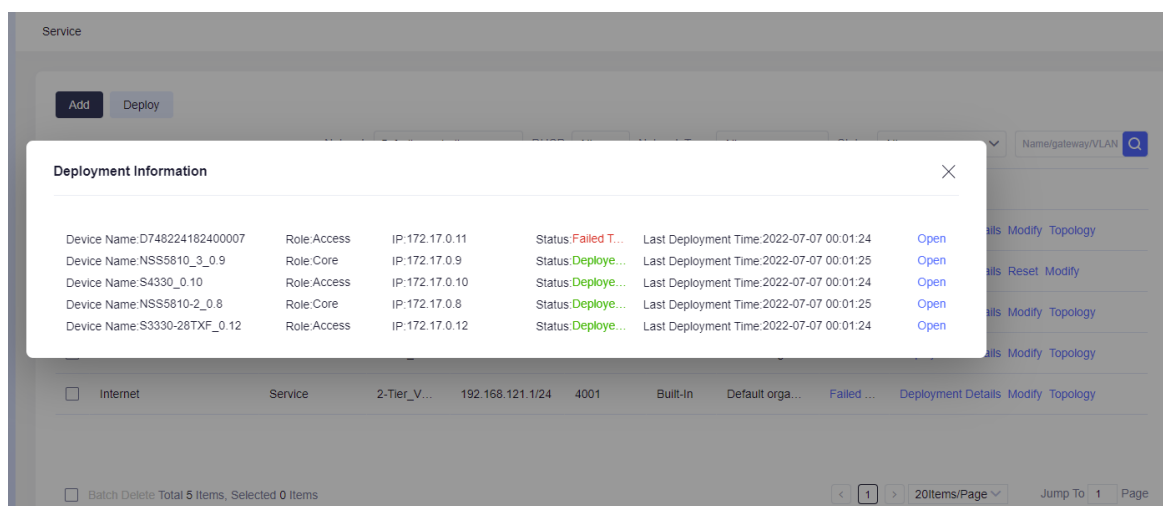 Service
Add Deploy
Name/gateway/VLAN
Deployment Information
Device Name:D748224182400007 Role:Access IP:172.17.0.11 Status:Failed T... Last Deployment Time:2022-07-07 00:01:24 Open
ails Modify Topology
Device Name:NSS5810_3_0.9 Role:Core IP:172.17.0.9 Status:Deploye... Last Deployment Time:2022-07-07 00:01:25 Open
ails Reset Modify
Device Name:S4330_0.10 Role:Access IP:172.17.0.10 Status:Deploye... Last Deployment Time:2022-07-07 00:01:24 Open
Device Name:NSS5810-2_0.8 Role:Core IP:172.17.0.8 Status:Deploye... Last Deployment Time:2022-07-07 00:01:25 Open
ails Modify Topology
Device Name:S3330-28TXF_0.12 Role:Access IP:172.17.0.12 Status:Deploye... Last Deployment Time:2022-07-07 00:01:24 Open
ails Modify Topology
Internet Service 2-Tier_V... 192.168.121.1/24 4001 Built-In Default orga... Failed ... Deployment Details Modify Topology
Batch Delete Total 5 Items, Selected 0 Items < 1 > 20Items/Page Jump To 1 Page